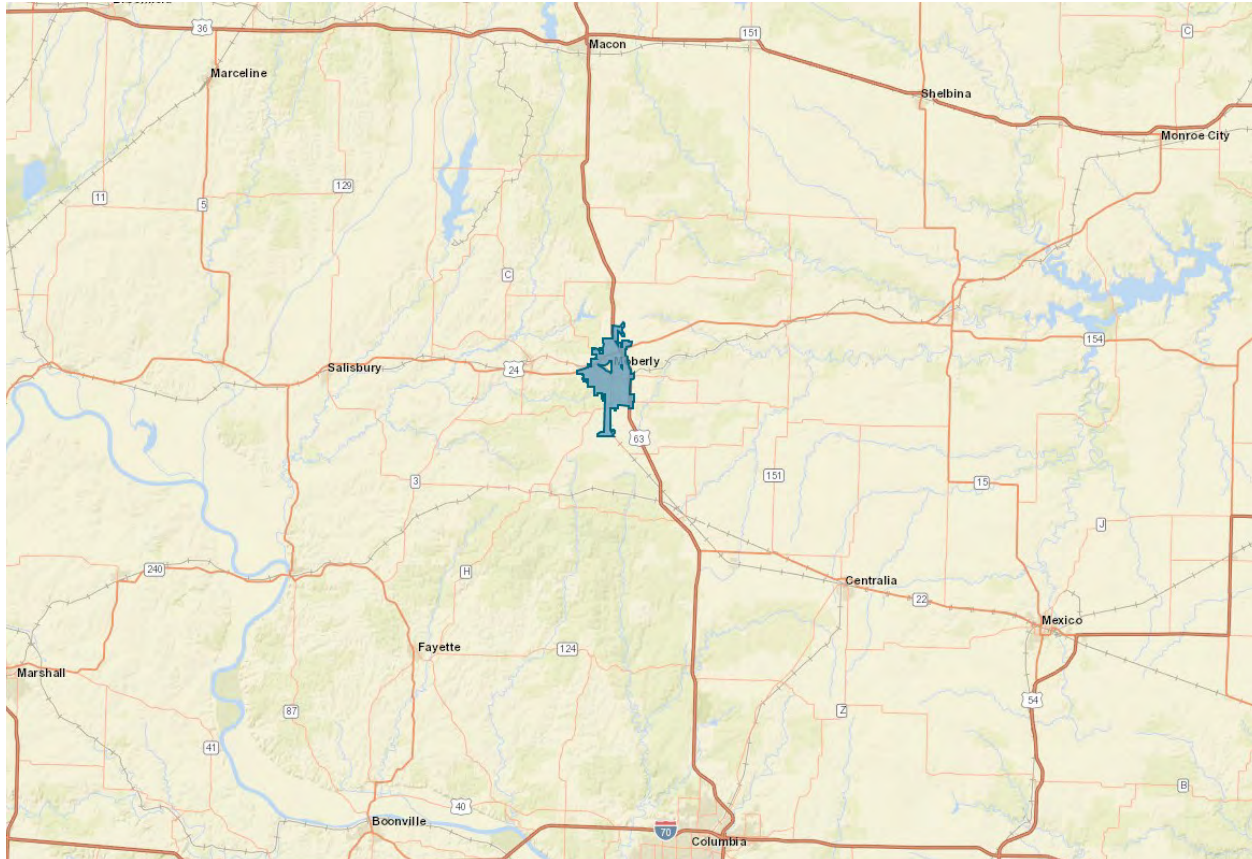 36
Macon
151
C
Marceline
Shelbina
Monroe City
129
11
5
C
154
Moberly
Salisbury
24
63
3
151
15
J
240
H
Centralia
22
Mexico
Fayette
124
Marshall
54
87
Z
41
B
40
Boonville
70
Columbia